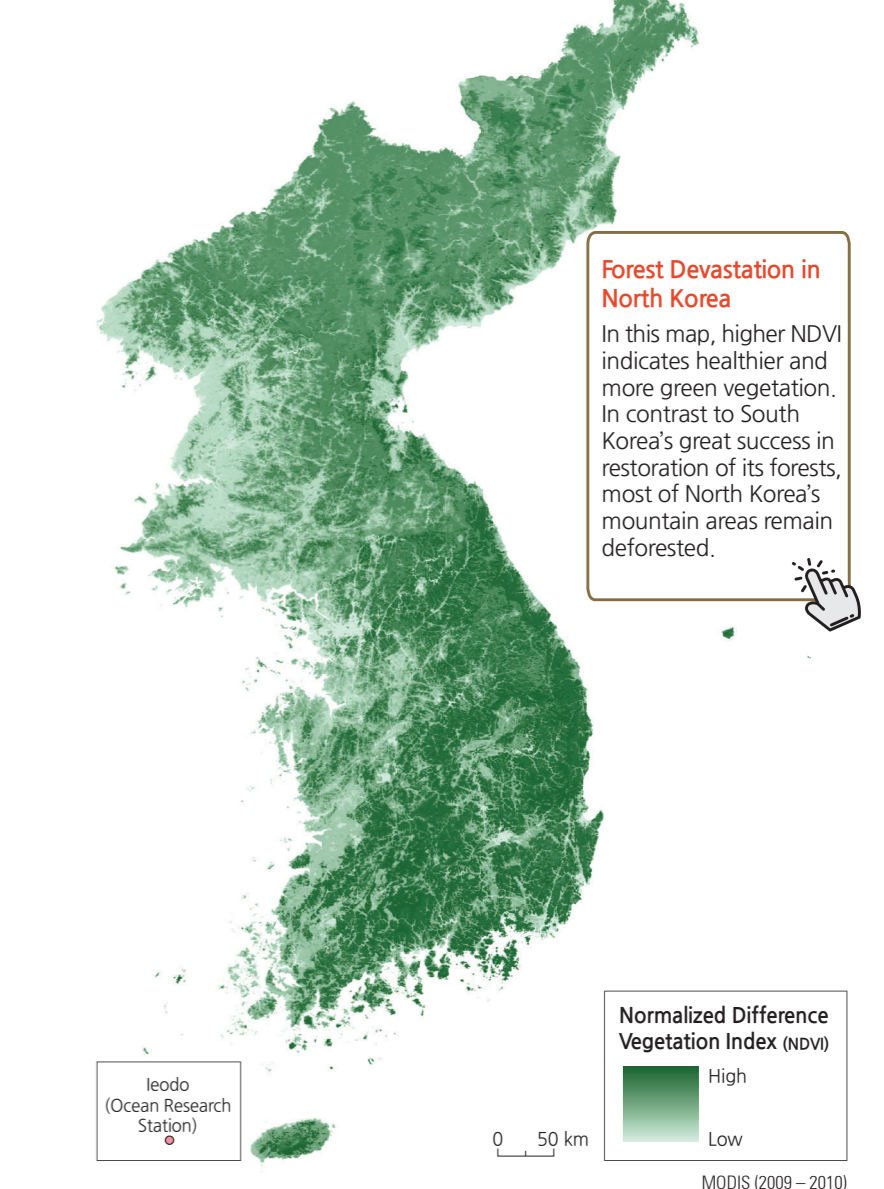 Forest Devastation in
North Korea
In this map, higher NDVI
indicates healthier and
more green vegetation.
In contrast to South
Korea’s great success in
restoration of its forests,
most of North Korea’s
mountain areas remain
deforested.
Normalized Difference
Vegetation Index (NDVI)
High
Low
Ieodo
(Ocean Research
Station)
0 50 km
MODIS (2009 – 2010)